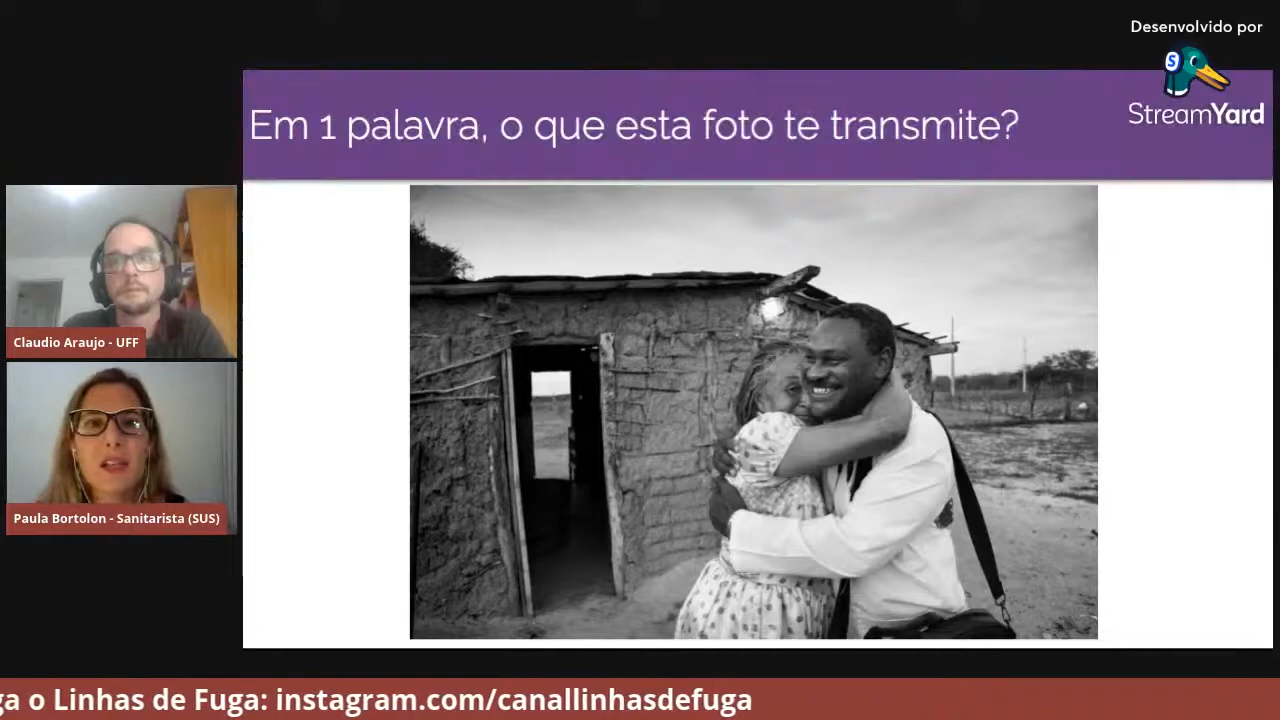 Desenvolvido por
StreamYard
Em 1 palavra, o que esta foto te transmite?
Claudio Araujo - UFF
Paula Bortolon - Sanitarista (SUS)
ga o Linhas de Fuga: instagram.com/canallinhasdefuga